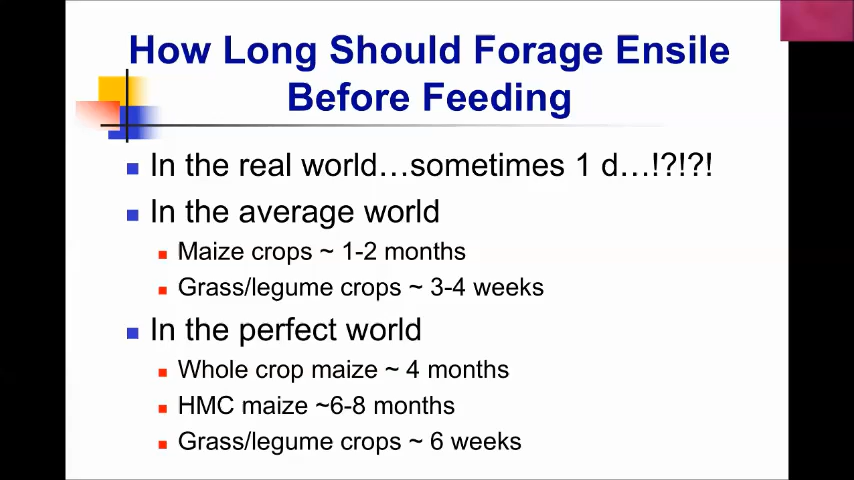 How Long Should Forage Ensile
Before Feeding
In the real world…sometimes 1 d…!?!?!
In the average world
Maize crops ~ 1-2 months
Grass/legume crops ~ 3-4 weeks
In the perfect world
Whole crop maize ~ 4 months
HMC maize ~6-8 months
Grass/legume crops ~ 6 weeks